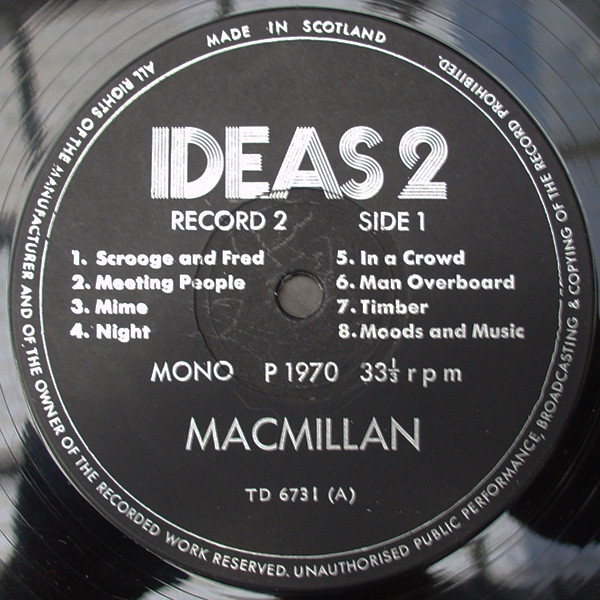 MADE IN SCOTLAND
IDEAS 2
RECORD 2 SIDE 1
1. Scrooge and Fred
2. Meeting People
3. Mime
4. Night
5. In a Crowd
6. Man Overboard
7. Timber
8. Moods and Music
MONO P 1970 33⅓ rpm
MACMILLAN
TD 6731 (A)
ALL RIGHTS OF THE MANUFACTURER AND OF THE OWNER OF THE RECORDED WORK RESERVED. UNAUTHORISED PUBLIC PERFORMANCE, BROADCASTING & COPYING OF THE RECORD PROHIBITED.